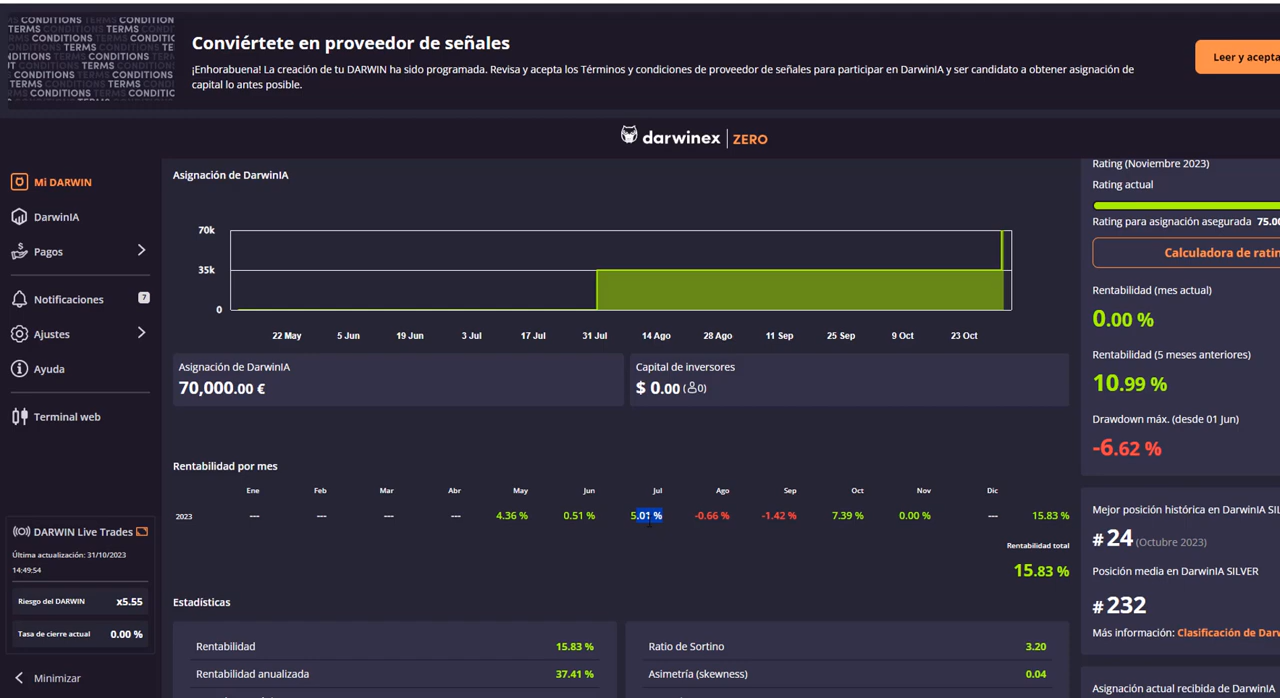 Conviértete en proveedor de señales
¡Enhorabuena! La creación de tu DARWIN ha sido programada. Revisa y acepta los Términos y condiciones de proveedor de señales para participar en DarwinIA y ser candidato a obtener asignación de
capital lo antes posible.
Leer y acepta
darwinex | ZERO
Mi DARWIN
DarwinIA
Pagos
Notificaciones 7
Ajustes
Ayuda
Terminal web
DARWIN Live Trades
Última actualización: 31/10/2023
14:49:54
Riesgo del DARWIN x5.55
Tasa de cierre actual 0.00 %
Minimizar
Asignación de DarwinIA
70k
35k
0
22 May 5 Jun 19 Jun 3 Jul 17 Jul 31 Jul 14 Ago 28 Ago 11 Sep 25 Sep 9 Oct 23 Oct
Asignación de DarwinIA
70,000.00 €
Capital de inversores
$ 0.00 (0)
Rentabilidad por mes
Ene Feb Mar Abr May Jun Jul Ago Sep Oct Nov Dic
2023 --- --- --- --- 4.36 % 0.51 % 5.01 % -0.66 % -1.42 % 7.39 % 0.00 % --- 15.83 %
Rentabilidad total
15.83 %
Estadísticas
Rentabilidad 15.83 %
Rentabilidad anualizada 37.41 %
Ratio de Sortino 3.20
Asimetría (skewness) 0.04
Rating (Noviembre 2023)
Rating actual
Rating para asignación asegurada 75.00
Calculadora de ratin
Rentabilidad (mes actual)
0.00 %
Rentabilidad (5 meses anteriores)
10.99 %
Drawdown máx. (desde 01 Jun)
-6.62 %
Mejor posición histórica en DarwinIA SIL
#24 (Octubre 2023)
Posición media en DarwinIA SILVER
#232
Más información: Clasificación de Darw
Asignación actual recibida de DarwinIA